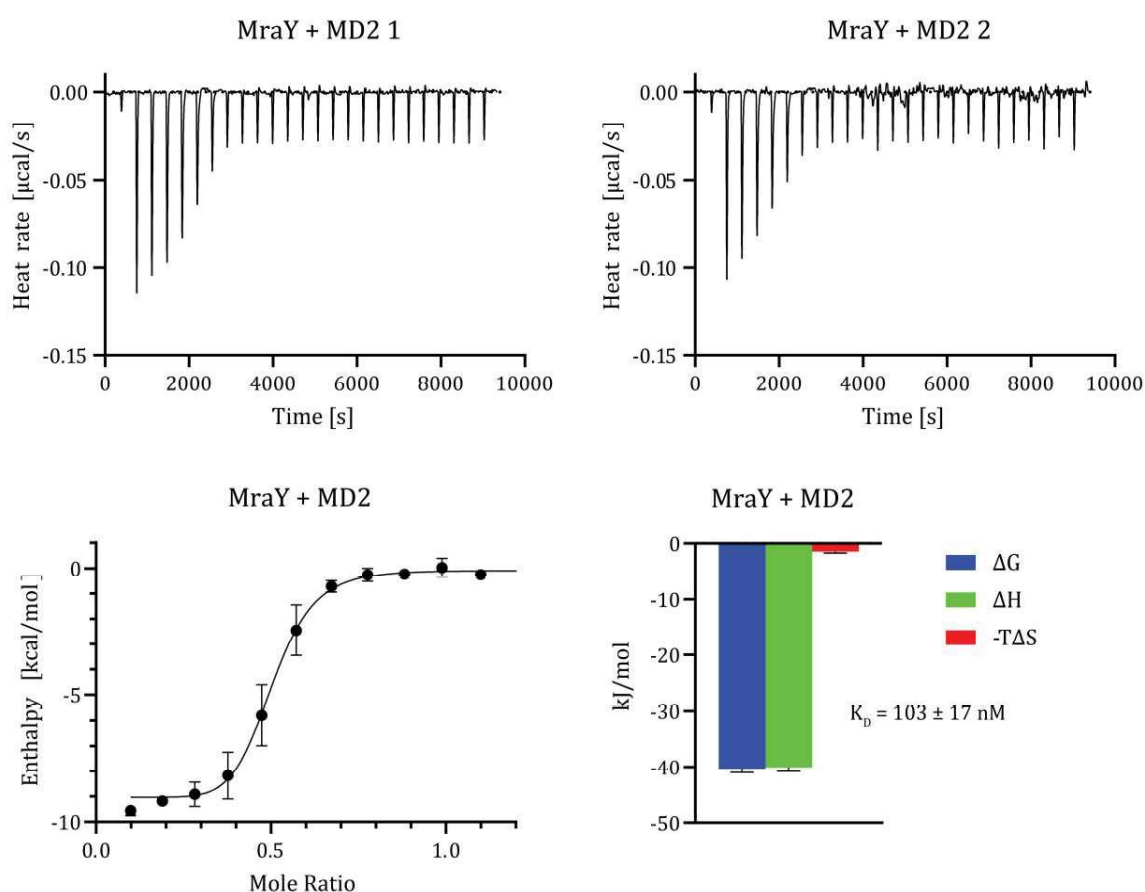 MraY + MD2 1
0.00
-0.05
-0.10
-0.15
Heat rate [µcal/s]
0 2000 4000 6000 8000 10000
Time [s]
MraY + MD2 2
0.00
-0.05
-0.10
-0.15
Heat rate [µcal/s]
0 2000 4000 6000 8000 10000
Time [s]
MraY + MD2
0
-5
-10
Enthalpy [kcal/mol]
0.0 0.5 1.0
Mole Ratio
MraY + MD2
0
-10
-20
-30
-40
-50
kJ/mol
ΔG
ΔH
-TΔS
K_D = 103 ± 17 nM